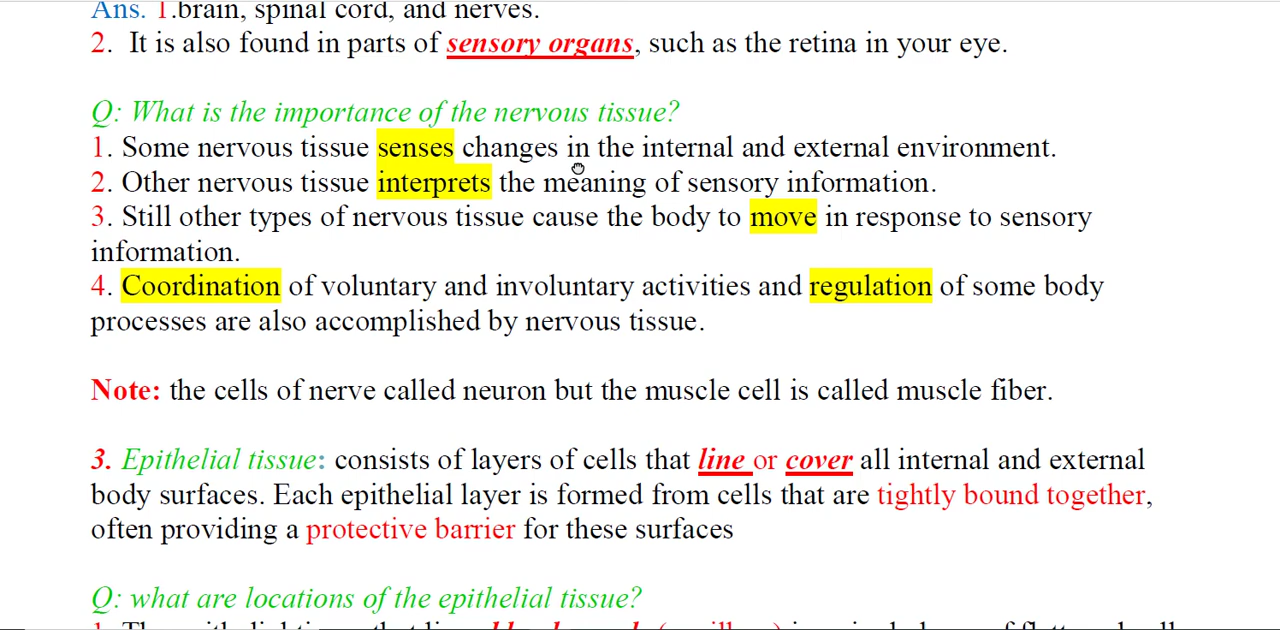 Ans. 1.brain, spinal cord, and nerves.
2. It is also found in parts of sensory organs, such as the retina in your eye.
Q: What is the importance of the nervous tissue?
1. Some nervous tissue senses changes in the internal and external environment.
2. Other nervous tissue interprets the meaning of sensory information.
3. Still other types of nervous tissue cause the body to move in response to sensory
information.
4. Coordination of voluntary and involuntary activities and regulation of some body
processes are also accomplished by nervous tissue.
Note: the cells of nerve called neuron but the muscle cell is called muscle fiber.
3. Epithelial tissue: consists of layers of cells that line or cover all internal and external
body surfaces. Each epithelial layer is formed from cells that are tightly bound together,
often providing a protective barrier for these surfaces
Q: what are locations of the epithelial tissue?